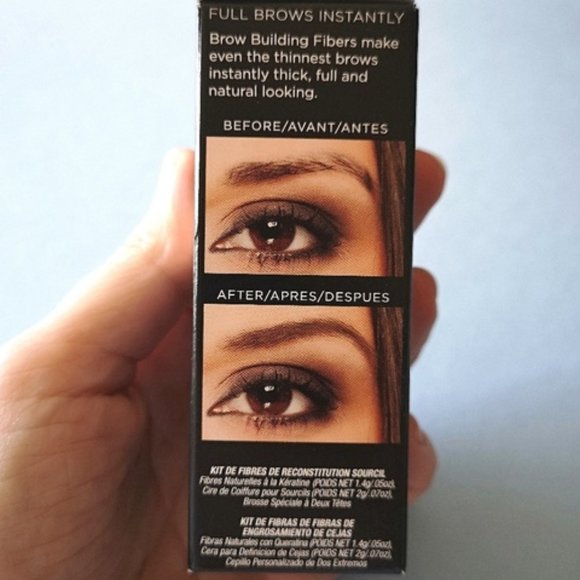 FULL BROWS INSTANTLY
Brow Building Fibers make
even the thinnest brows
instantly thick, full and
natural looking.
BEFORE/AVANT/ANTES
AFTER/APRES/DESPUES
KIT DE FIBRES DE RECONSTITUTION SOURCIL
Fibres Naturelles à la Kératine (POIDS NET 1.4g/.05oz),
Cire de Coiffure pour Sourcils (POIDS NET 2g/.07oz),
Brosse Spéciale à Deux Têtes
KIT DE FIBRAS DE FIBRAS DE
ENGROSAMIENTO DE CEJAS
Fibras Naturales con Queratina (POIDS NET 1.4g/.05oz),
Cera para Definicion de Cejas (POIDS NET 2g/.07oz),
Cepillo Personalizado de Dos Extremos